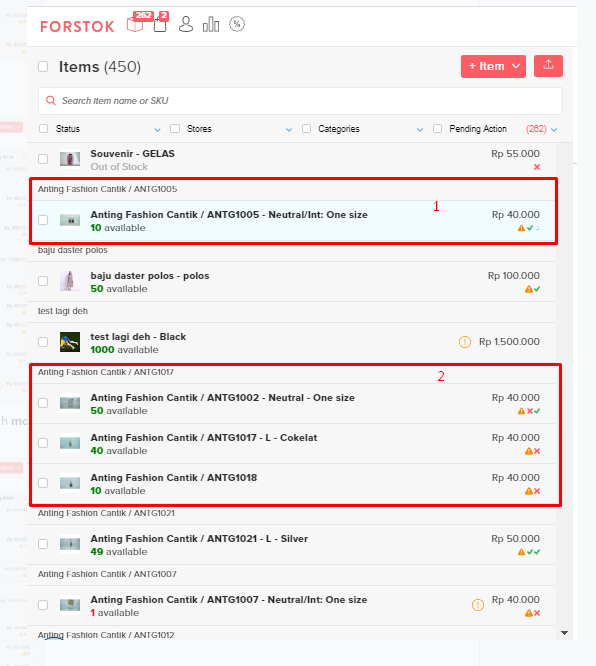 FORSTOK
262
2
Items (450)
+ Item
Search item name or SKU
Status
Stores
Categories
Pending Action (262)
Souvenir - GELAS
Rp 55.000
Out of Stock
Anting Fashion Cantik / ANTG1005
1
Anting Fashion Cantik / ANTG1005 - Neutral/Int: One size
Rp 40.000
10 available
baju daster polos
baju daster polos - polos
Rp 100.000
50 available
test lagi deh
test lagi deh - Black
Rp 1.500.000
1000 available
Anting Fashion Cantik / ANTG1017
2
Anting Fashion Cantik / ANTG1002 - Neutral - One size
Rp 40.000
50 available
Anting Fashion Cantik / ANTG1017 - L - Cokelat
Rp 40.000
40 available
Anting Fashion Cantik / ANTG1018
Rp 40.000
10 available
Anting Fashion Cantik / ANTG1021
Anting Fashion Cantik / ANTG1021 - L - Silver
Rp 50.000
49 available
Anting Fashion Cantik / ANTG1007
Anting Fashion Cantik / ANTG1007 - Neutral/Int: One size
Rp 40.000
1 available
Anting Fashion Cantik / ANTG1012